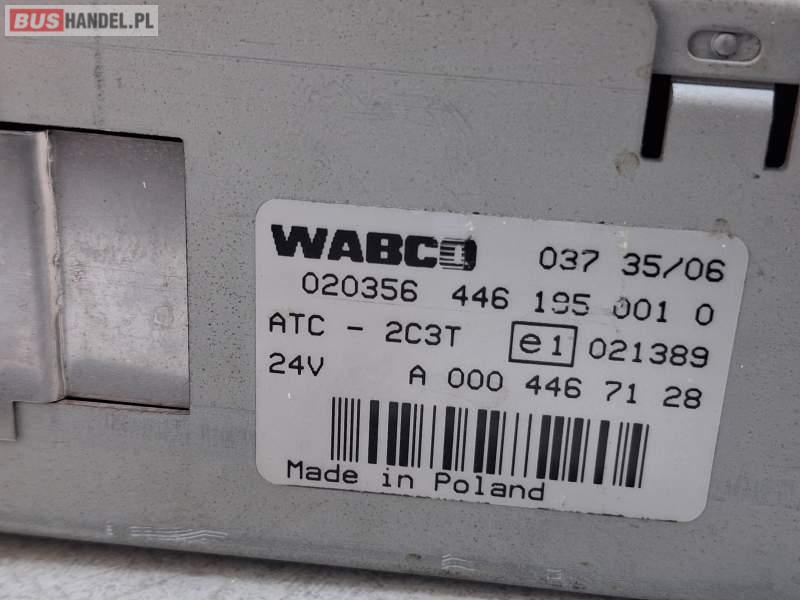 BUSHANDEL.PL
WABCO 037 35/06
020356 446 195 001 0
ATC - 2C3T e1 021389
24V A 000 446 71 28
Made in Poland